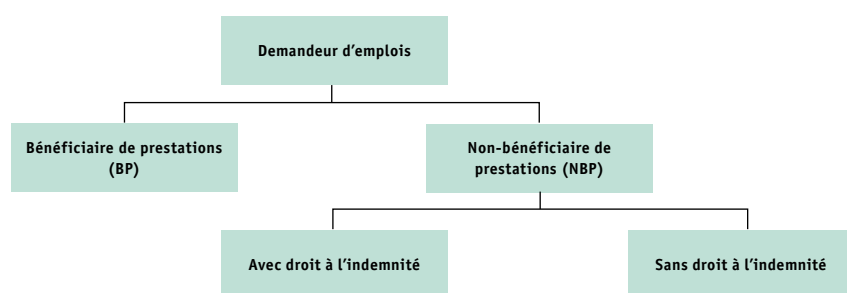 Demandeur d'emplois
Bénéficiaire de prestations
(BP)
Non-bénéficiaire de
prestations (NBP)
Avec droit à l'indemnité
Sans droit à l'indemnité